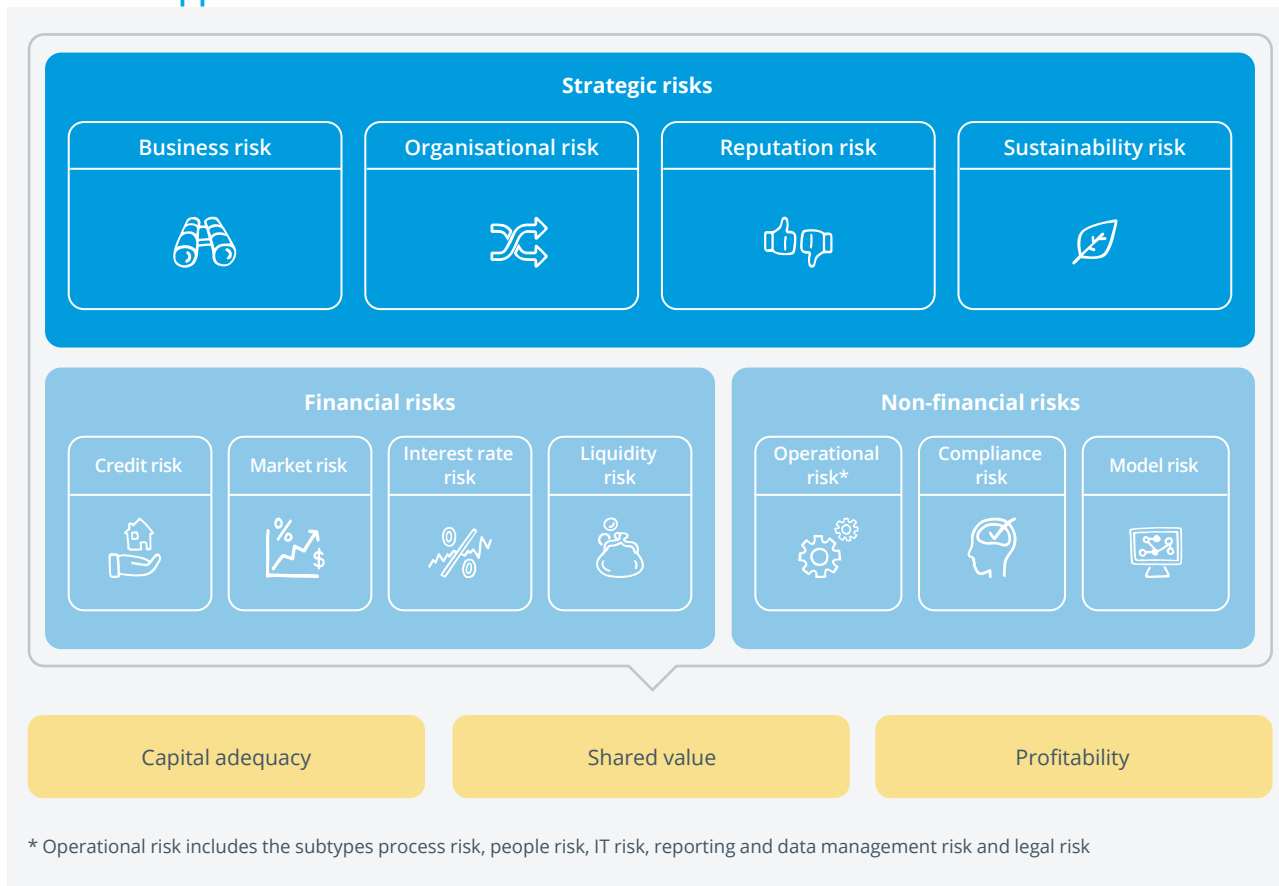 Strategic risks
Business risk
Organisational risk
Reputation risk
Sustainability risk
Financial risks
Credit risk
Market risk
Interest rate
risk
Liquidity
risk
%
$
Non-financial risks
Operational
risk*
Compliance
risk
Model risk
Capital adequacy
Shared value
Profitability
* Operational risk includes the subtypes process risk, people risk, IT risk, reporting and data management risk and legal risk